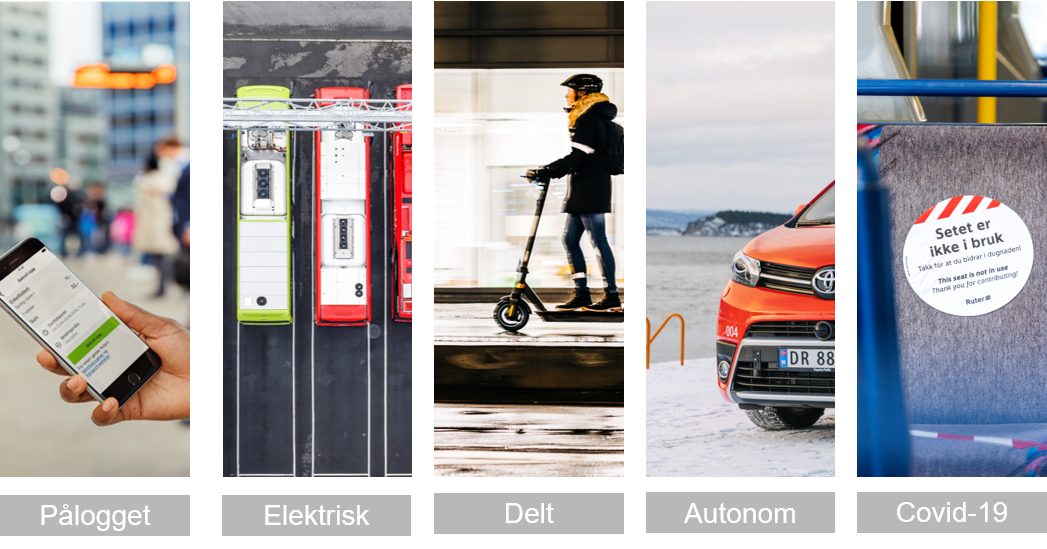 004
DR 88
Setet er
ikke i bruk
Takk for at du bidrar i dugnaden!
This seat is not in use
Thank you for contributing!
Ruter#
Pålogget
Elektrisk
Delt
Autonom
Covid-19